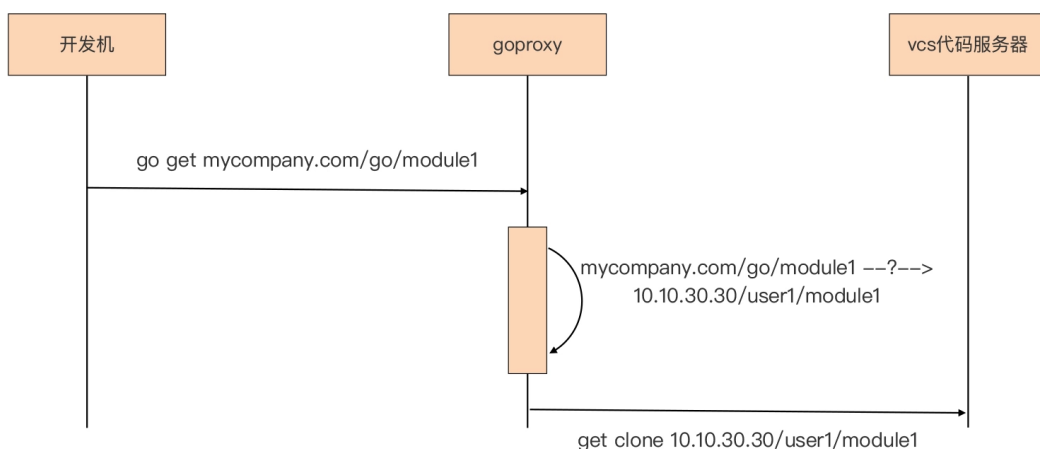 开发机
goproxy
vcs代码服务器
go get mycompany.com/go/module1
mycompany.com/go/module1 --?-->
10.10.30.30/user1/module1
get clone 10.10.30.30/user1/module1